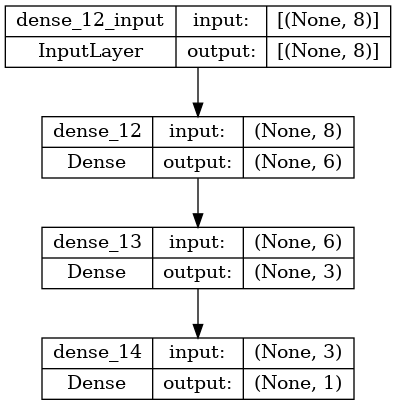 dense_12_input input: [(None, 8)]
InputLayer output: [(None, 8)]
dense_12 input: (None, 8)
Dense output: (None, 6)
dense_13 input: (None, 6)
Dense output: (None, 3)
dense_14 input: (None, 3)
Dense output: (None, 1)